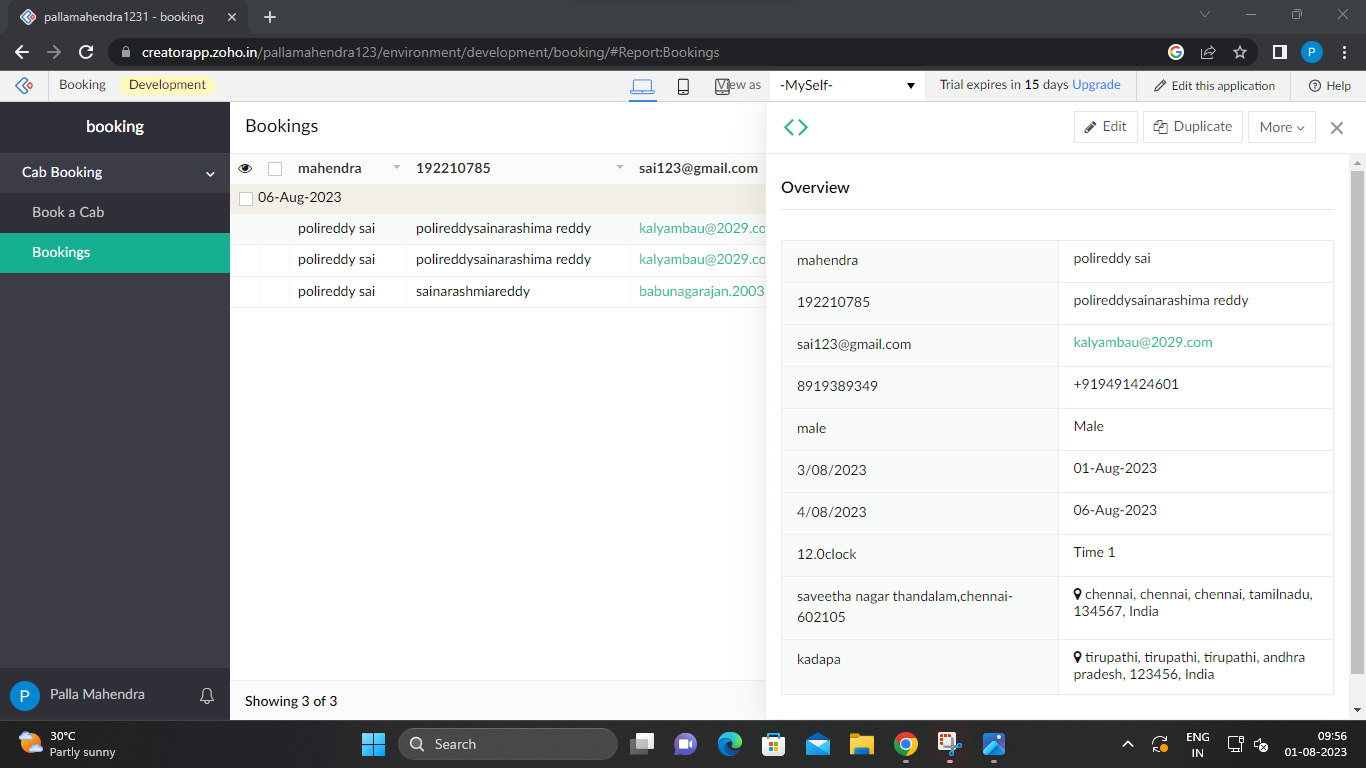 pallamahendra1231 - booking
creatorapp.zoho.in/pallamahendra123/environment/development/booking/#Report:Bookings
P
Booking
Development
View as
-MySelf-
Trial expires in 15 days Upgrade
Edit this application
Help
booking
Cab Booking
Book a Cab
Bookings
Palla Mahendra
P
Bookings
mahendra 192210785 sai123@gmail.com
06-Aug-2023
polireddy sai polireddysainarashima reddy kalyambau@2029.co
polireddy sai polireddysainarashima reddy kalyambau@2029.co
polireddy sai sainarashmiareddy babunagarajan.2003
Showing 3 of 3
Edit
Duplicate
More
Overview
mahendra polireddy sai
192210785 polireddysainarashima reddy
sai123@gmail.com kalyambau@2029.com
8919389349 +919491424601
male Male
3/08/2023 01-Aug-2023
4/08/2023 06-Aug-2023
12.0clock Time 1
saveetha nagar thandalam,chennai-
602105
chennai, chennai, chennai, tamilnadu,
134567, India
kadapa
tirupathi, tirupathi, tirupathi, andhra
pradesh, 123456, India
30°C
Partly sunny
Search
ENG
IN
09:56
01-08-2023